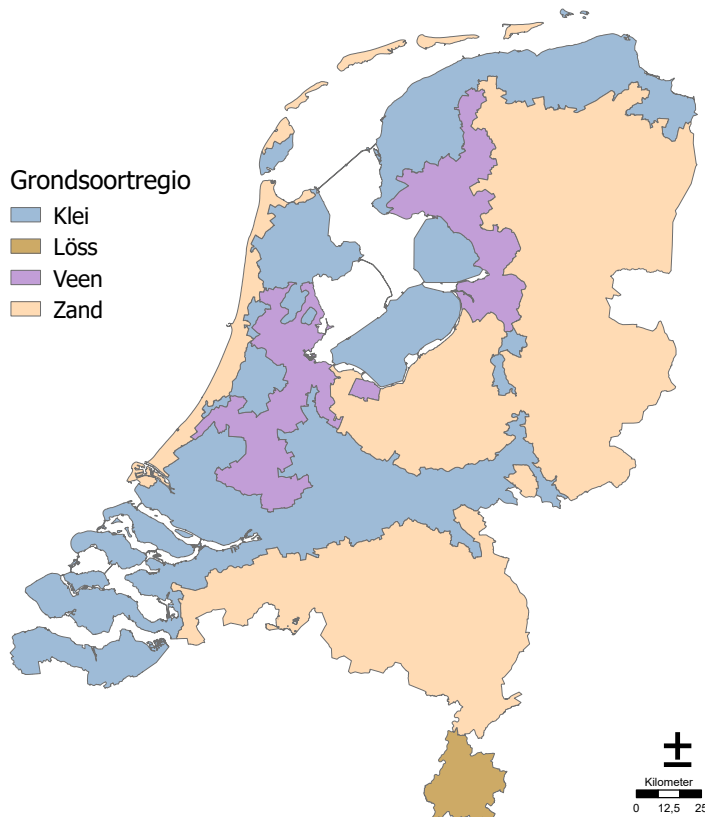 Grondsoortregio
Klei
Löss
Veen
Zand
Kilometer
0 12,5 25